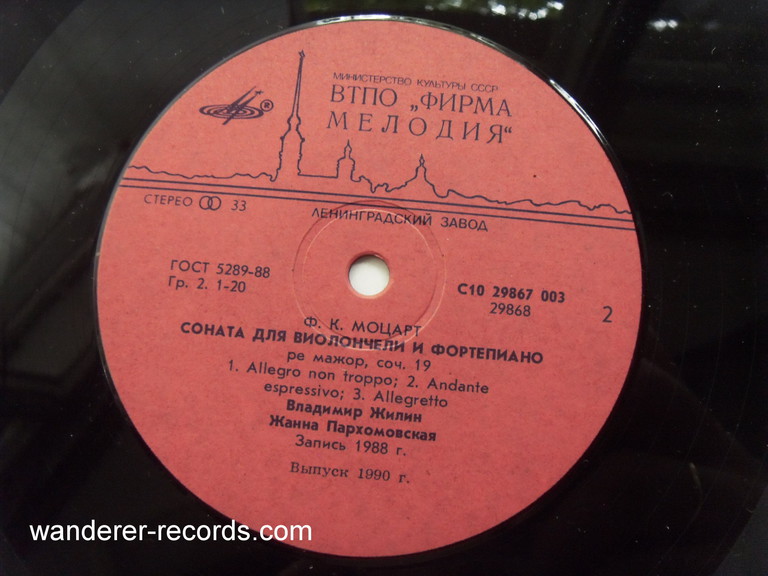 МИНИСТЕРСТВО КУЛЬТУРЫ СССР
ВТПО „ФИРМА
МЕЛОДИЯ“
®
СТЕРЕО 33
ЛЕНИНГРАДСКИЙ ЗАВОД
ГОСТ 5289-88
Гр. 2. 1-20
С10 29867 003
29868
2
Ф. К. МОЦАРТ
СОНАТА ДЛЯ ВИОЛОНЧЕЛИ И ФОРТЕПИАНО
ре мажор, соч. 19
1. Allegro non troppo; 2. Andante
espressivo; 3. Allegretto
Владимир Жилин
Жанна Пархомовская
Запись 1988 г.
Выпуск 1990 г.
wanderer-records.com